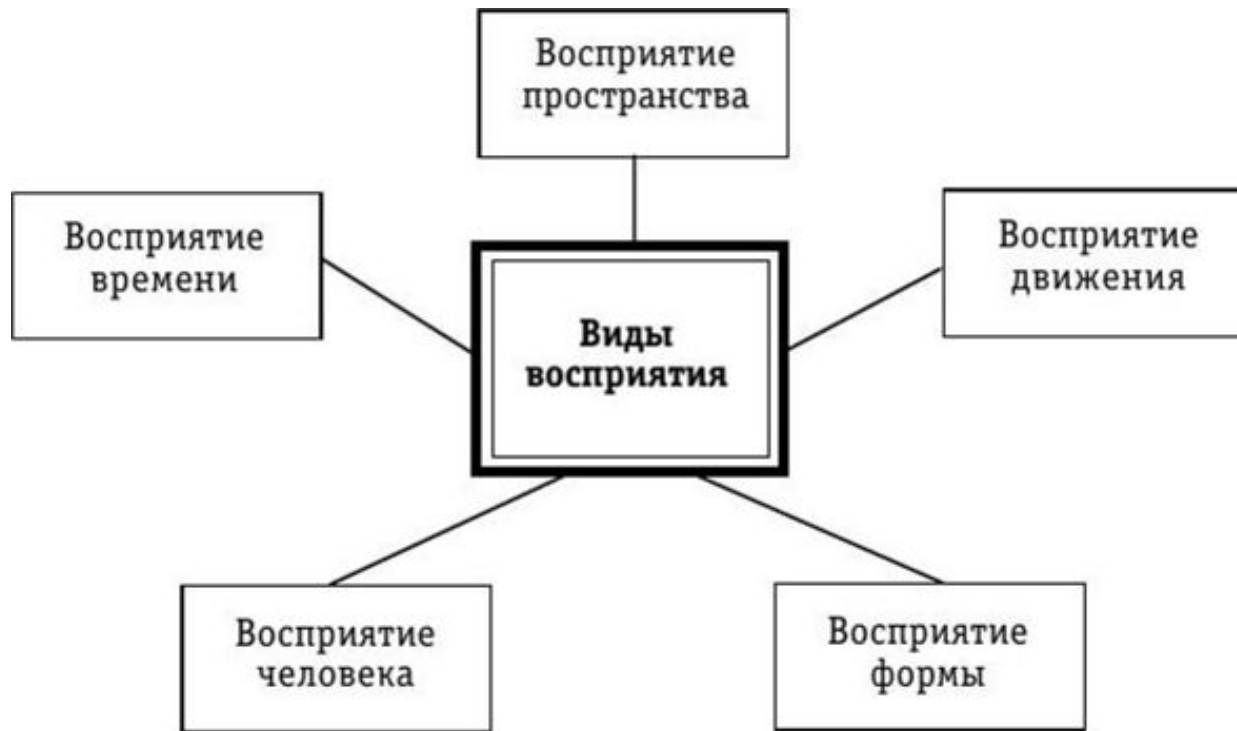 Восприятие
пространства
Восприятие
времени
Восприятие
движения
Виды
восприятия
Восприятие
человека
Восприятие
формы